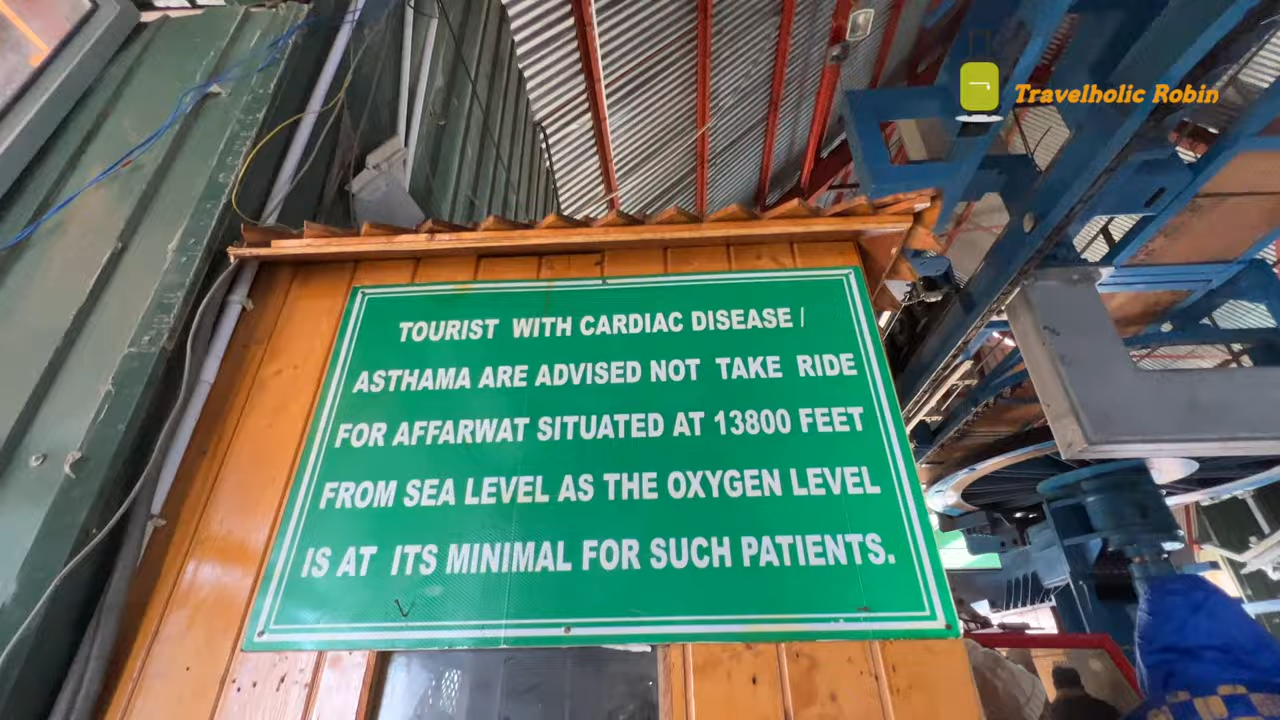 Travelholic Robin
TOURIST WITH CARDIAC DISEASE /
ASTHAMA ARE ADVISED NOT TAKE RIDE
FOR AFFARWAT SITUATED AT 13800 FEET
FROM SEA LEVEL AS THE OXYGEN LEVEL
IS AT ITS MINIMAL FOR SUCH PATIENTS.